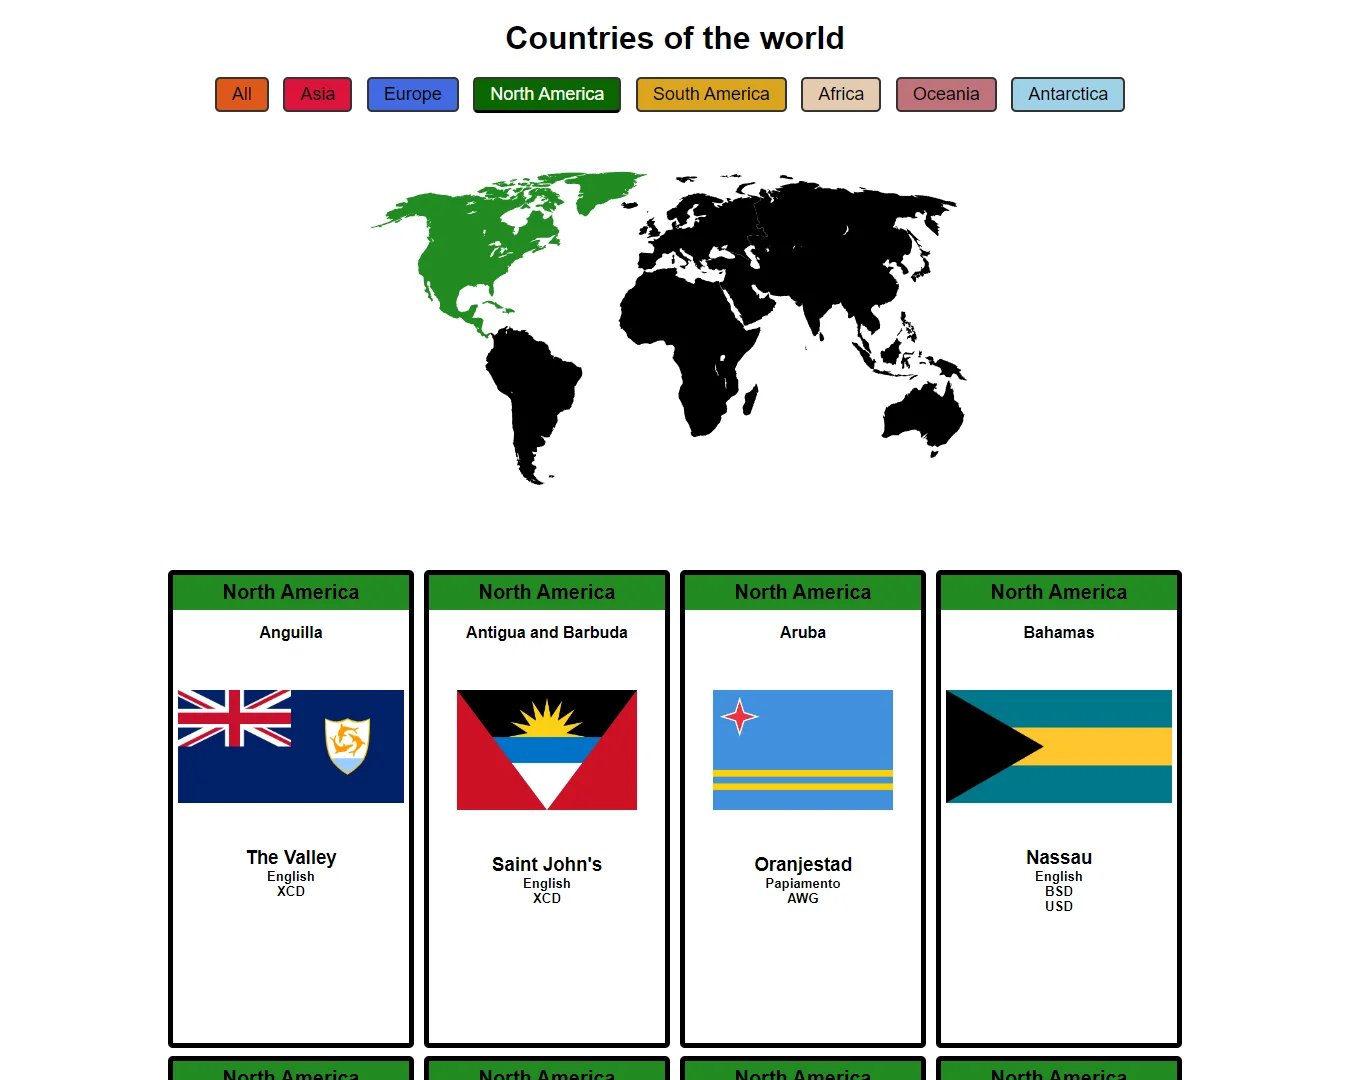 Countries of the world
All Asia Europe North America South America Africa Oceania Antarctica
North America North America North America North America
Anguilla Antigua and Barbuda Aruba Bahamas
The Valley
English
XCD
Saint John's
English
XCD
Oranjestad
Papiamento
AWG
Nassau
English
BSD
USD
North America North America North America North America